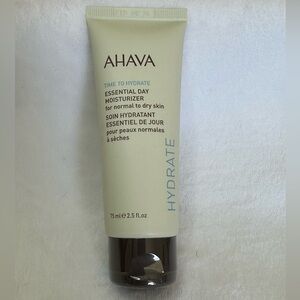 AHAVA
TIME TO HYDRATE
ESSENTIAL DAY
MOISTURIZER
for normal to dry skin
SOIN HYDRATANT
ESSENTIEL DE JOUR
pour peaux normales
à sèches
HYDRATE
75 ml e 2.5 fl.oz